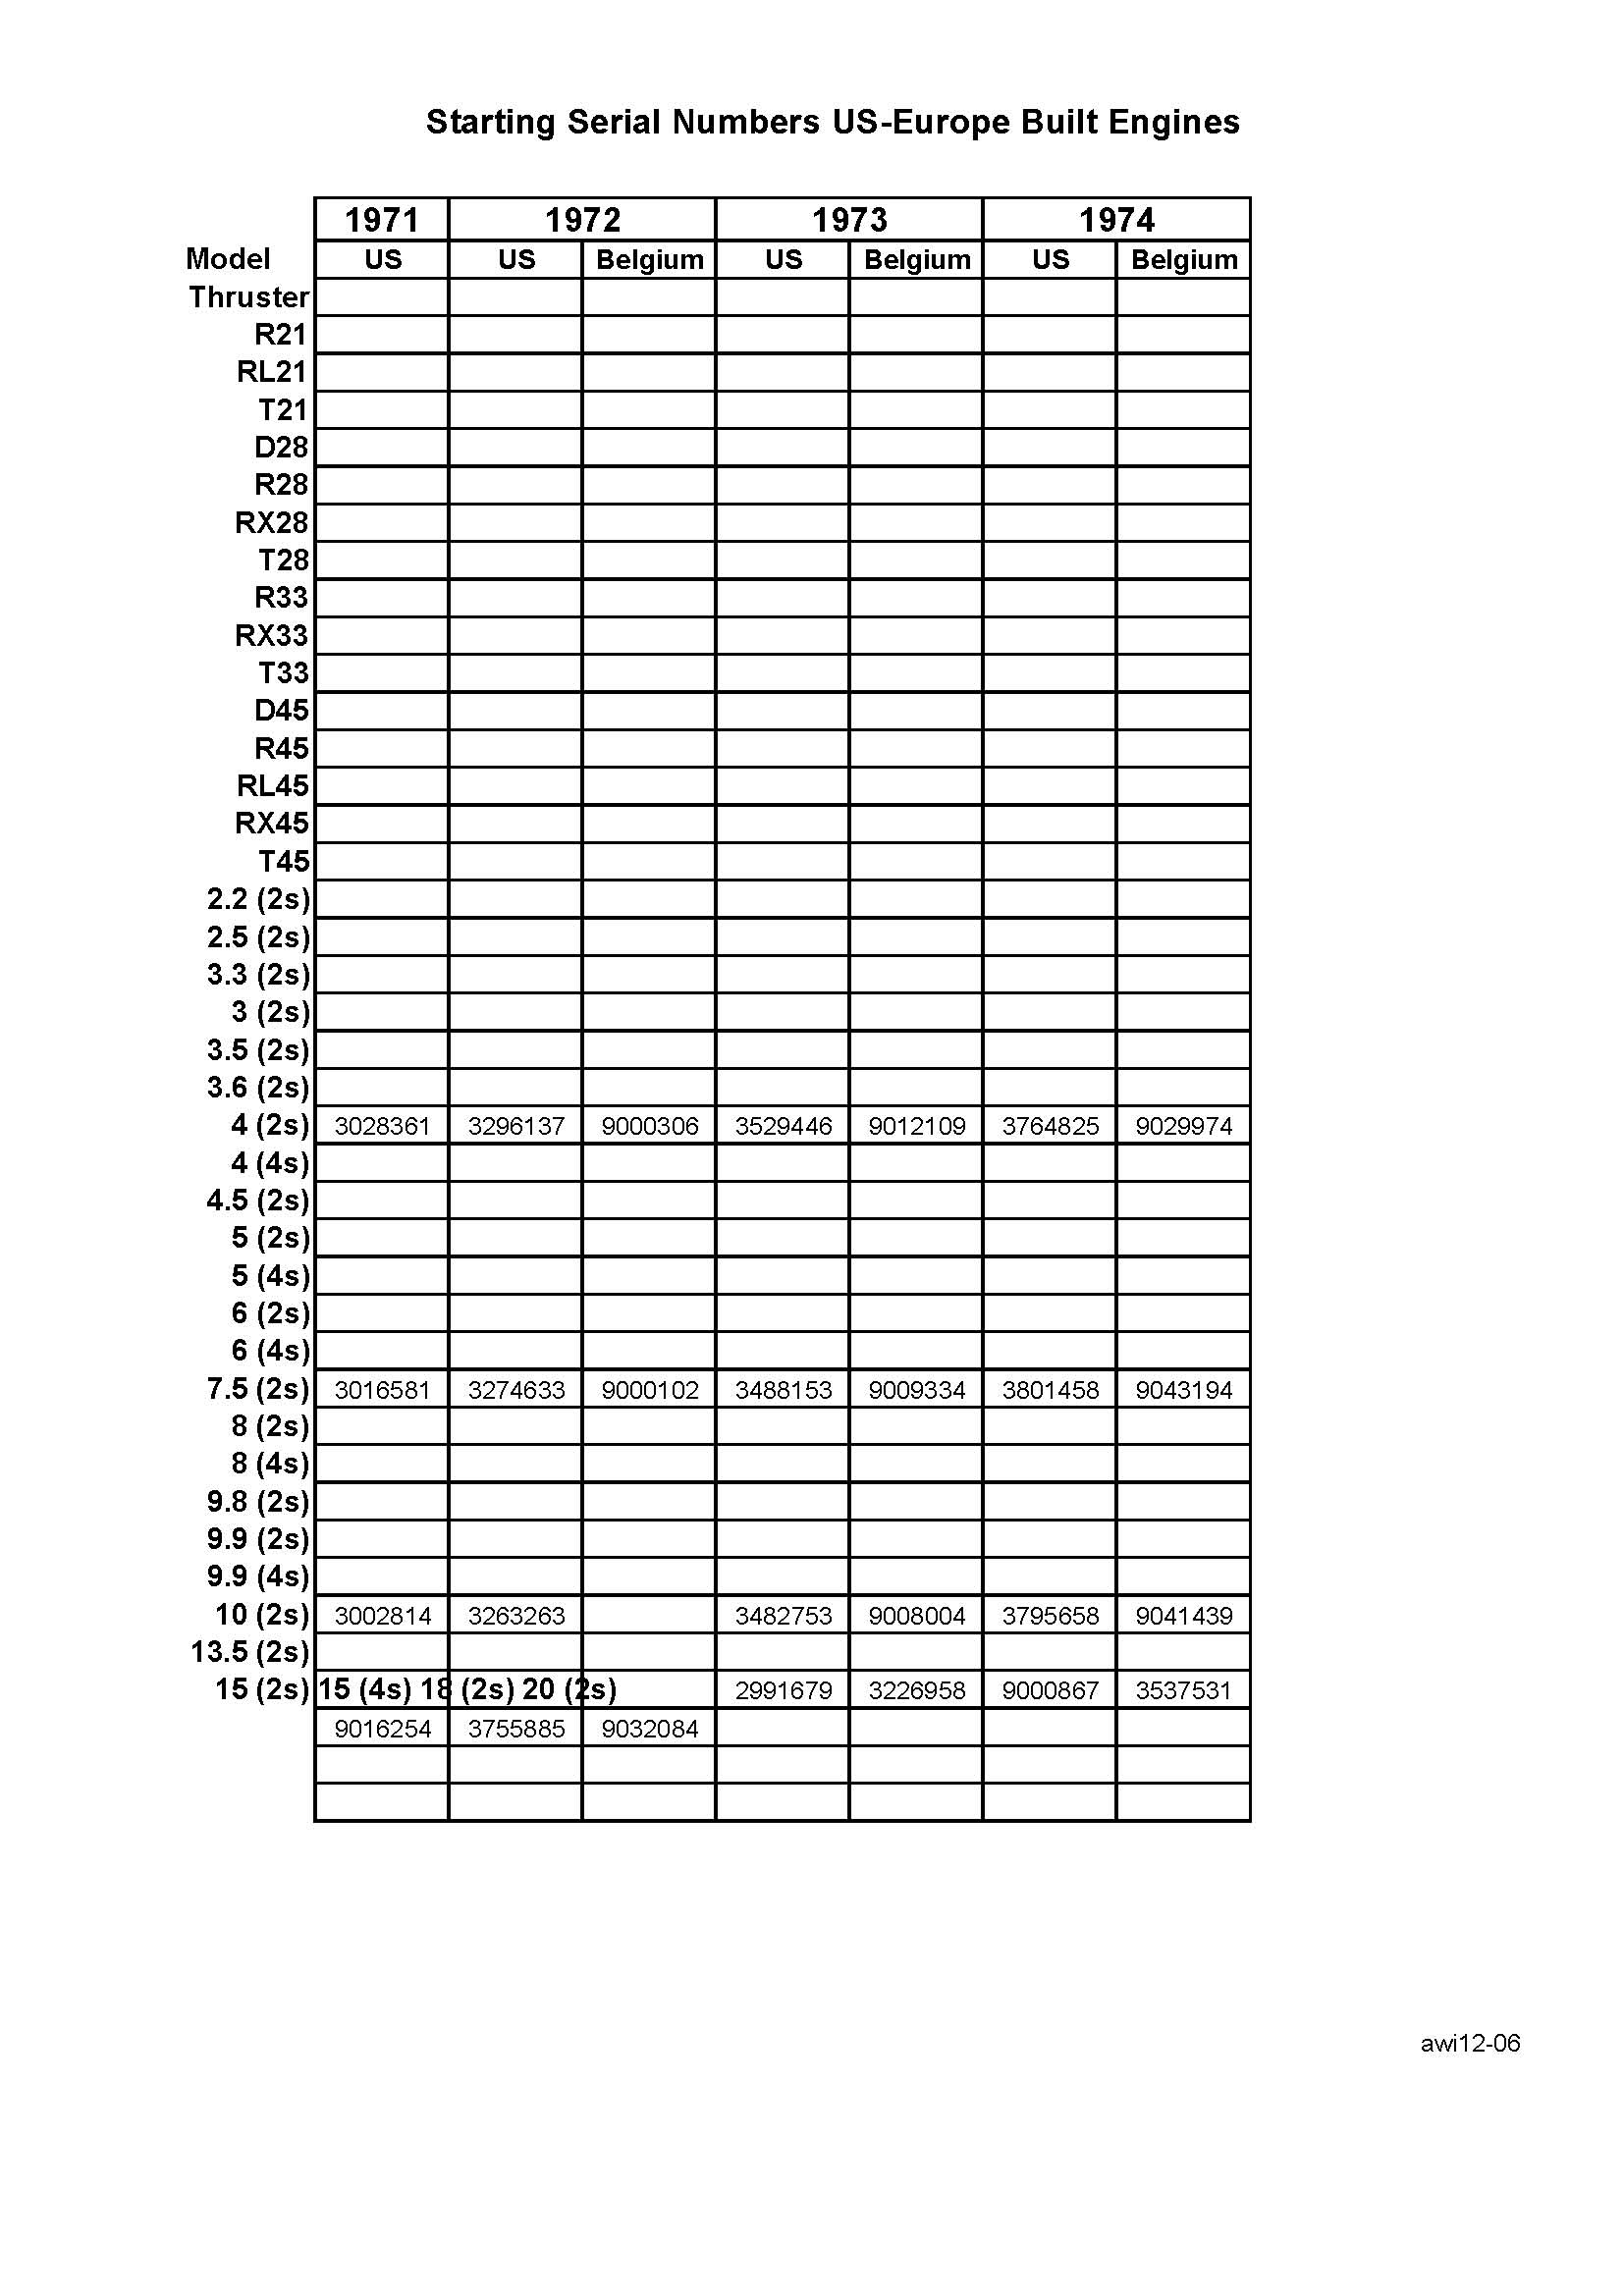 Starting Serial Numbers US-Europe Built Engines
1971 1972 1973 1974
Model US US Belgium US Belgium US Belgium
Thruster
R21
RL21
T21
D28
R28
RX28
T28
R33
RX33
T33
D45
R45
RL45
RX45
T45
2.2 (2s)
2.5 (2s)
3.3 (2s)
3 (2s)
3.5 (2s)
3.6 (2s)
4 (2s) 3028361 3296137 9000306 3529446 9012109 3764825 9029974
4 (4s)
4.5 (2s)
5 (2s)
5 (4s)
6 (2s)
6 (4s)
7.5 (2s) 3016581 3274633 9000102 3488153 9009334 3801458 9043194
8 (2s)
8 (4s)
9.8 (2s)
9.9 (2s)
9.9 (4s)
10 (2s) 3002814 3263263 3482753 9008004 3795658 9041439
13.5 (2s)
15 (2s) 15 (4s) 18 (2s) 20 (2s) 2991679 3226958 9000867 3537531
9016254 3755885 9032084
awi12-06